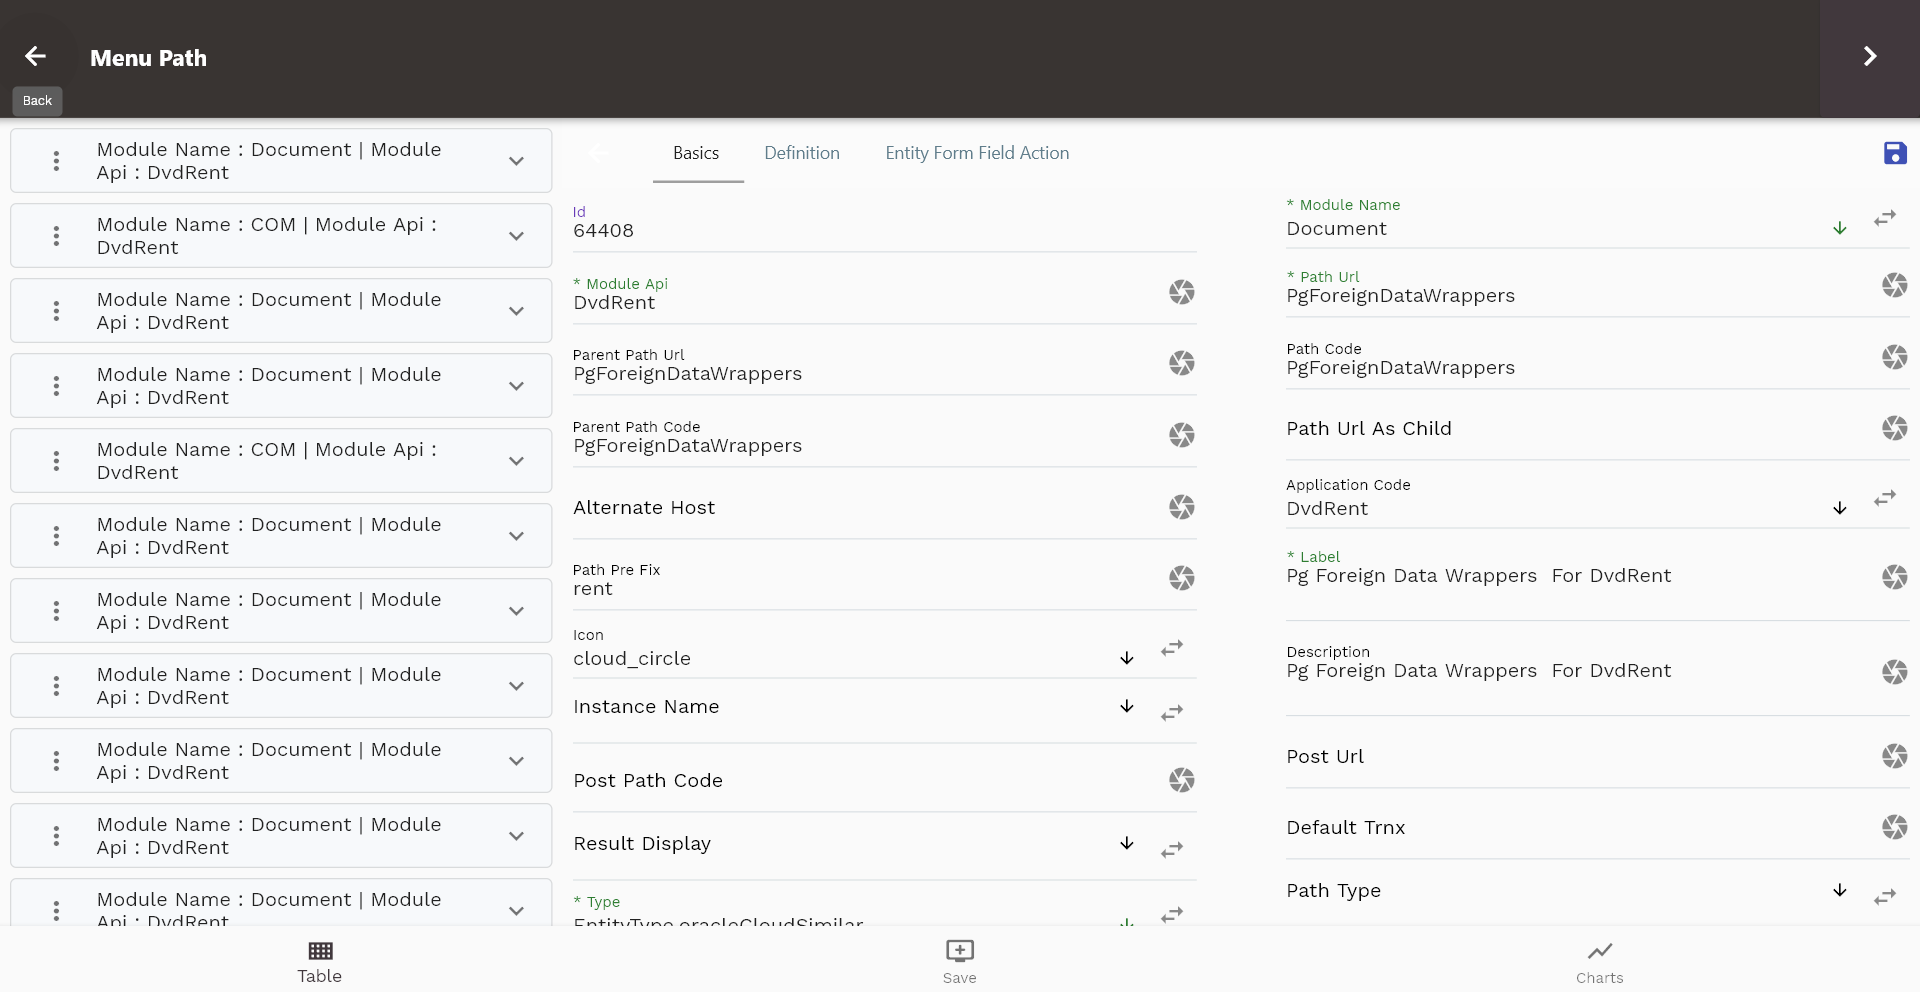 Menu Path
Back
Module Name : Document | Module
Api : DvdRent
Module Name : COM | Module Api :
DvdRent
Module Name : Document | Module
Api : DvdRent
Module Name : Document | Module
Api : DvdRent
Module Name : COM | Module Api :
DvdRent
Module Name : Document | Module
Api : DvdRent
Module Name : Document | Module
Api : DvdRent
Module Name : Document | Module
Api : DvdRent
Module Name : Document | Module
Api : DvdRent
Module Name : Document | Module
Api : DvdRent
Module Name : Document | Module
Api : DvdRent
Basics
Definition
Entity Form Field Action
Id
64408
* Module Api
DvdRent
Parent Path Url
PgForeignDataWrappers
Parent Path Code
PgForeignDataWrappers
Alternate Host
Path Pre Fix
rent
Icon
cloud_circle
Instance Name
Post Path Code
Result Display
* Type
EntityType.oracleCloudSimilar
* Module Name
Document
* Path Url
PgForeignDataWrappers
Path Code
PgForeignDataWrappers
Path Url As Child
Application Code
DvdRent
* Label
Pg Foreign Data Wrappers  For DvdRent
Description
Pg Foreign Data Wrappers  For DvdRent
Post Url
Default Trnx
Path Type
Table
Save
Charts